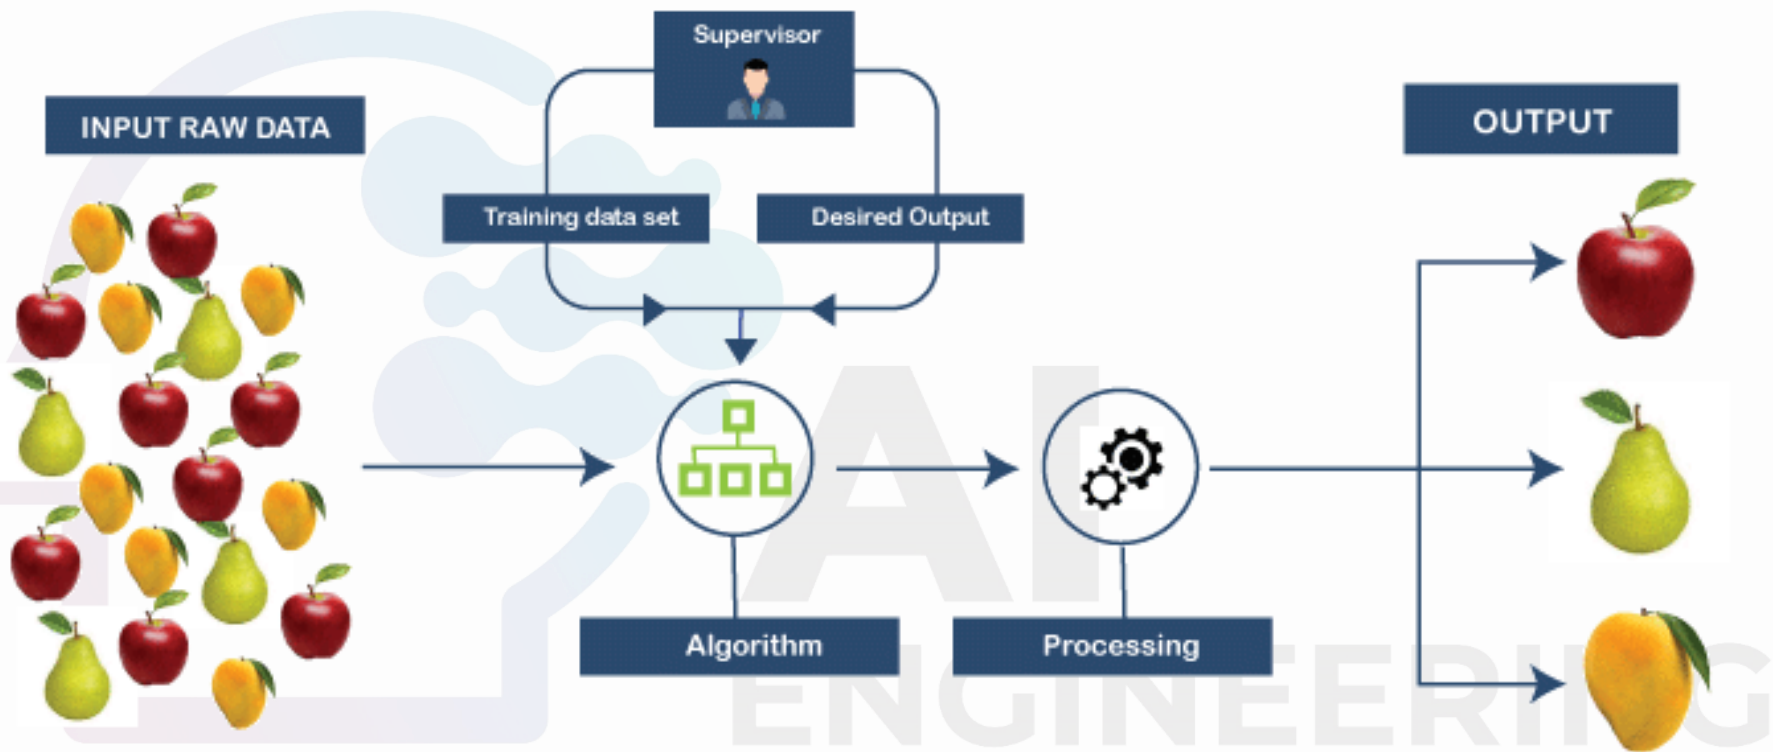 Supervisor
INPUT RAW DATA
OUTPUT
Training data set
Desired Output
Algorithm
Processing
AI
ENGINEERING